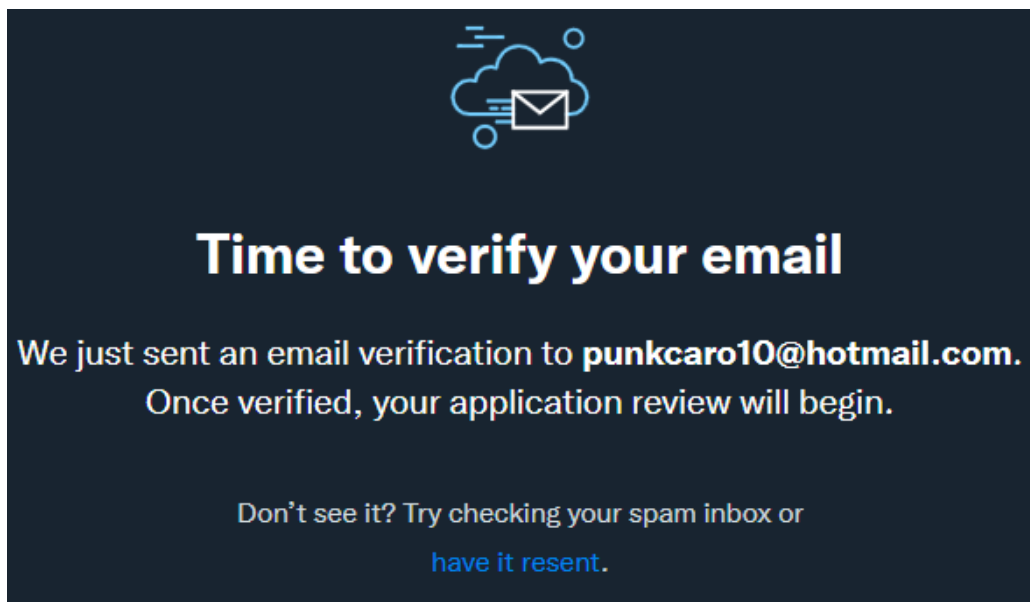 Time to verify your email
We just sent an email verification to punkcaro10@hotmail.com.
Once verified, your application review will begin.
Don't see it? Try checking your spam inbox or
have it resent.